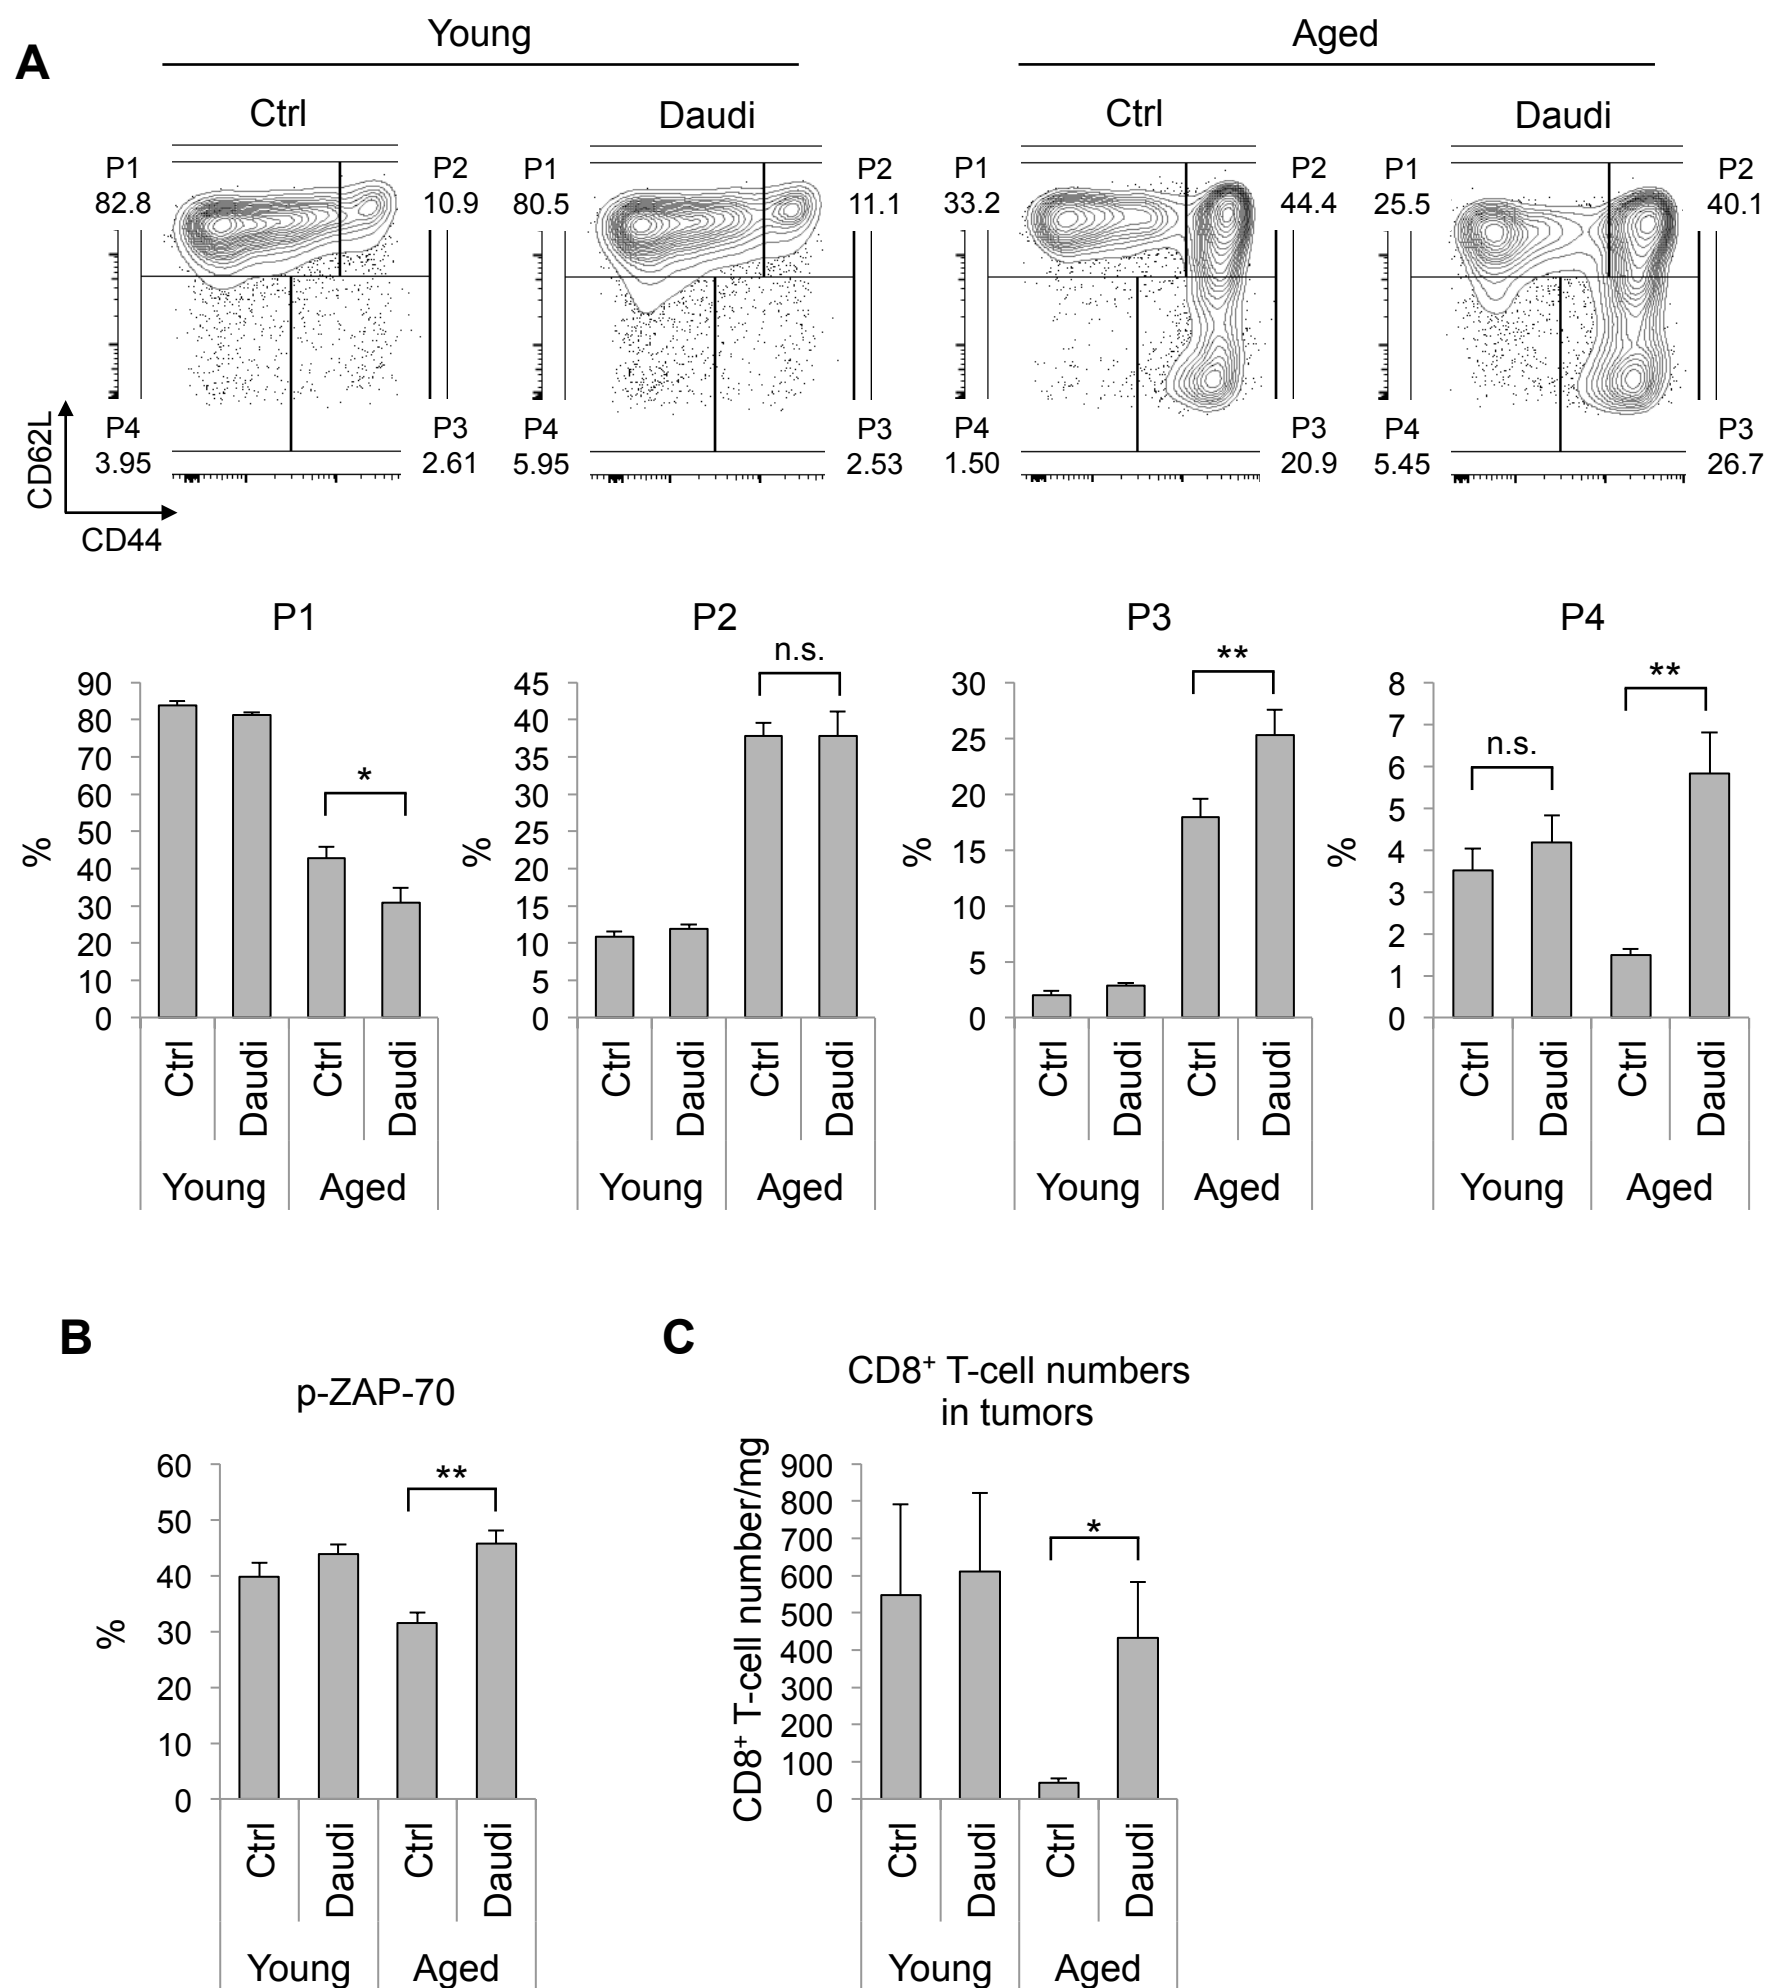 A
Young
Aged
Ctrl
Daudi
Ctrl
Daudi
P1
82.8
P2
10.9
P4
3.95
P3
2.61
P1
80.5
P2
11.1
P4
5.95
P3
2.53
P1
33.2
P2
44.4
P4
1.50
P3
20.9
P1
25.5
P2
40.1
P4
5.45
P3
26.7
CD62L
CD44
P1
90
80
70
60
50
40
30
20
10
0
%
*
Ctrl
Daudi
Ctrl
Daudi
Young
Aged
P2
45
40
35
30
25
20
15
10
5
0
%
n.s.
Ctrl
Daudi
Ctrl
Daudi
Young
Aged
P3
30
25
20
15
10
5
0
%
**
Ctrl
Daudi
Ctrl
Daudi
Young
Aged
P4
8
7
6
5
4
3
2
1
0
%
n.s.
**
Ctrl
Daudi
Ctrl
Daudi
Young
Aged
B
p-ZAP-70
60
50
40
30
20
10
0
%
**
Ctrl
Daudi
Ctrl
Daudi
Young
Aged
C
CD8⁺ T-cell numbers
in tumors
CD8⁺ T-cell number/mg
900
800
700
600
500
400
300
200
100
0
*
Ctrl
Daudi
Ctrl
Daudi
Young
Aged